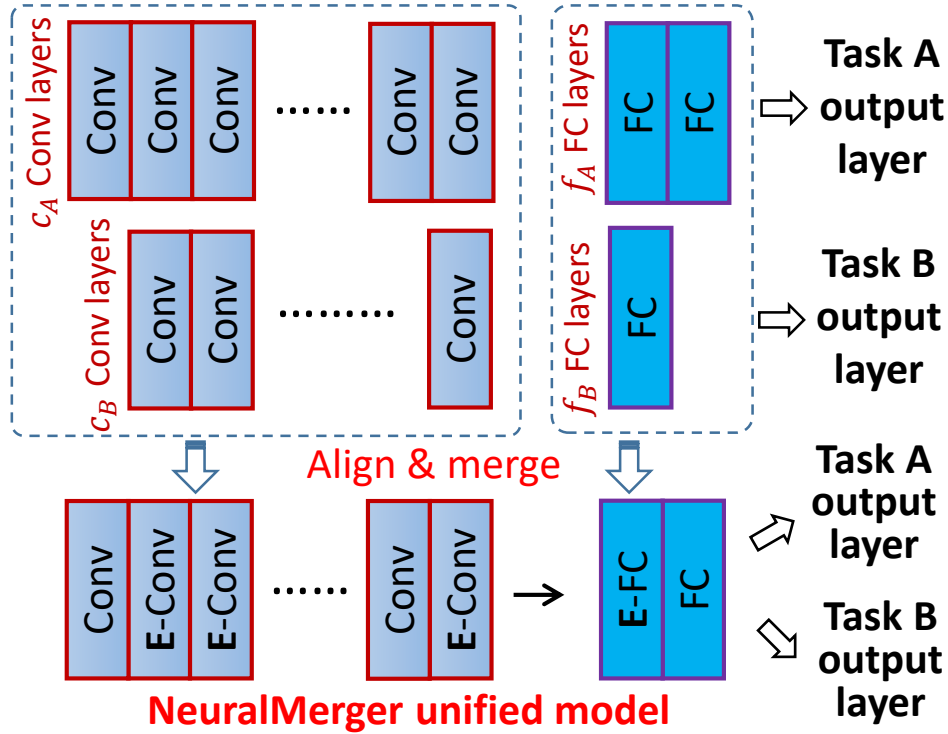 c_A Conv layers
Conv
Conv
Conv
......
Conv
Conv
f_A FC layers
FC
FC
Task A
output
layer
c_B Conv layers
Conv
Conv
.........
Conv
f_B FC layers
FC
Task B
output
layer
Align & merge
Conv
E-Conv
E-Conv
......
Conv
E-Conv
E-FC
FC
Task A
output
layer
Task B
output
layer
NeuralMerger unified model